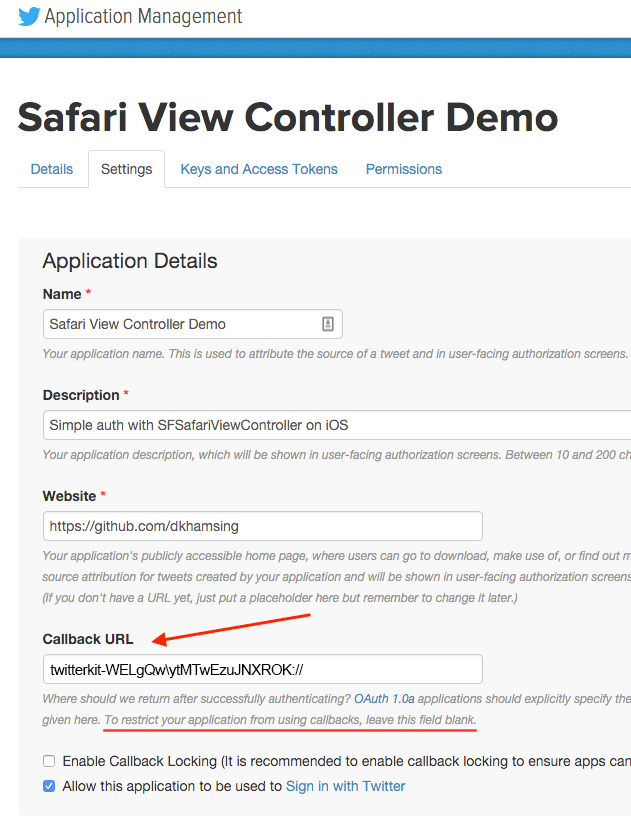 Application Management
Safari View Controller Demo
Details Settings Keys and Access Tokens Permissions
Application Details
Name *
Safari View Controller Demo
Your application name. This is used to attribute the source of a tweet and in user-facing authorization screens.
Description *
Simple auth with SFSafariViewController on iOS
Your application description, which will be shown in user-facing authorization screens. Between 10 and 200 ch
Website *
https://github.com/dkhamsing
Your application's publicly accessible home page, where users can go to download, make use of, or find out m
source attribution for tweets created by your application and will be shown in user-facing authorization screens
(If you don't have a URL yet, just put a placeholder here but remember to change it later.)
Callback URL
twitterkit-WELgQw\ytMTwEzuJNXROK://
Where should we return after successfully authenticating? OAuth 1.0a applications should explicitly specify the
given here. To restrict your application from using callbacks, leave this field blank.
Enable Callback Locking (It is recommended to enable callback locking to ensure apps can
Allow this application to be used to Sign in with Twitter